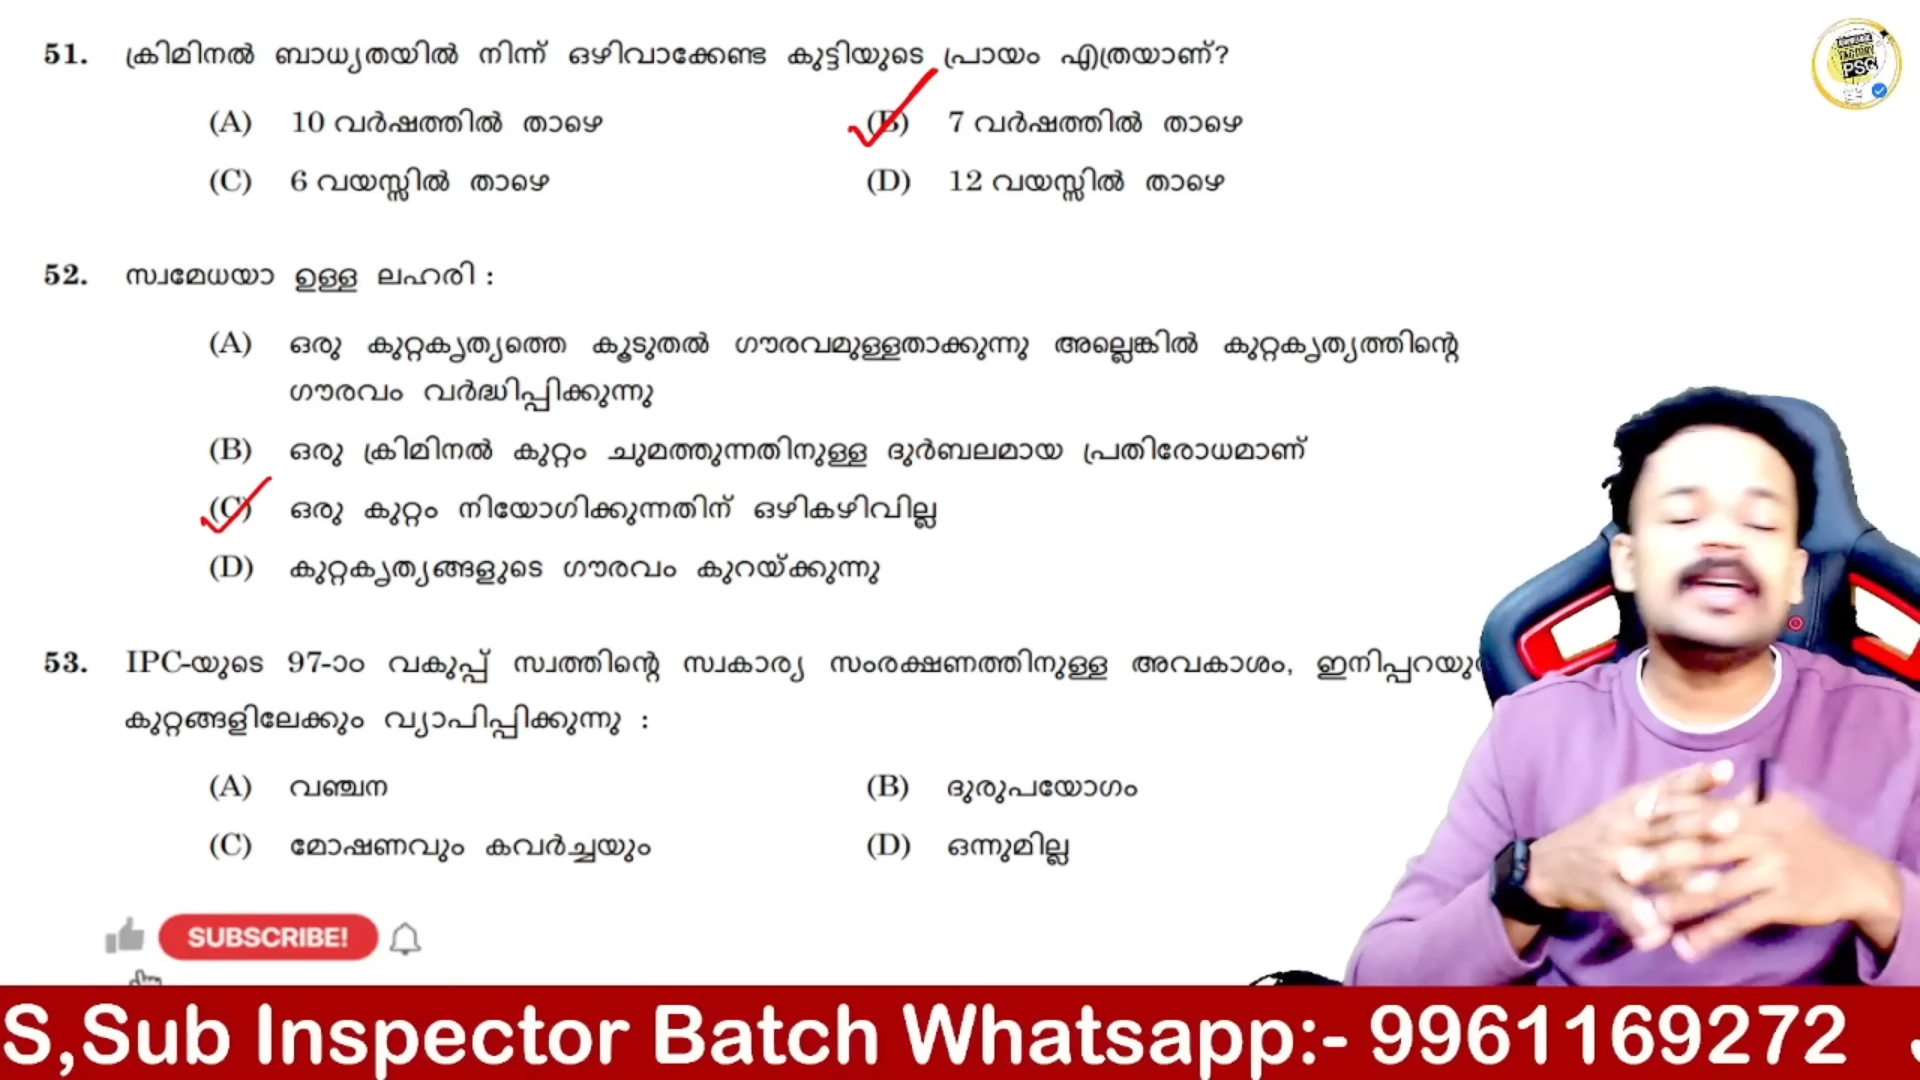 51. ക്രിമിനൽ ബാധ്യതയിൽ നിന്ന് ഒഴിവാക്കേണ്ട കുട്ടിയുടെ പ്രായം എത്രയാണ്?
(A) 10 വർഷത്തിൽ താഴെ (B) 7 വർഷത്തിൽ താഴെ
(C) 6 വയസ്സിൽ താഴെ (D) 12 വയസ്സിൽ താഴെ
52. സ്വമേധയാ ഉള്ള ലഹരി :
(A) ഒരു കുറ്റകൃത്യത്തെ കൂടുതൽ ഗൗരവമുള്ളതാക്കുന്നു അല്ലെങ്കിൽ കുറ്റകൃത്യത്തിന്റെ
ഗൗരവം വർദ്ധിപ്പിക്കുന്നു
(B) ഒരു ക്രിമിനൽ കുറ്റം ചുമത്തുന്നതിനുള്ള ദുർബലമായ പ്രതിരോധമാണ്
(C) ഒരു കുറ്റം നിയോഗിക്കുന്നതിന് ഒഴികഴിവില്ല
(D) കുറ്റകൃത്യങ്ങളുടെ ഗൗരവം കുറയ്ക്കുന്നു
53. IPC-യുടെ 97-ാം വകുപ്പ് സ്വത്തിന്റെ സ്വകാര്യ സംരക്ഷണത്തിനുള്ള അവകാശം,
കുറ്റങ്ങളിലേക്കും വ്യാപിപ്പിക്കുന്നു :
(A) വഞ്ചന (B) ദുരുപയോഗം
(C) മോഷണവും കവർച്ചയും (D) ഒന്നുമില്ല
SUBSCRIBE!
S,Sub Inspector Batch Whatsapp:- 9961169272
FACTORY
PSC